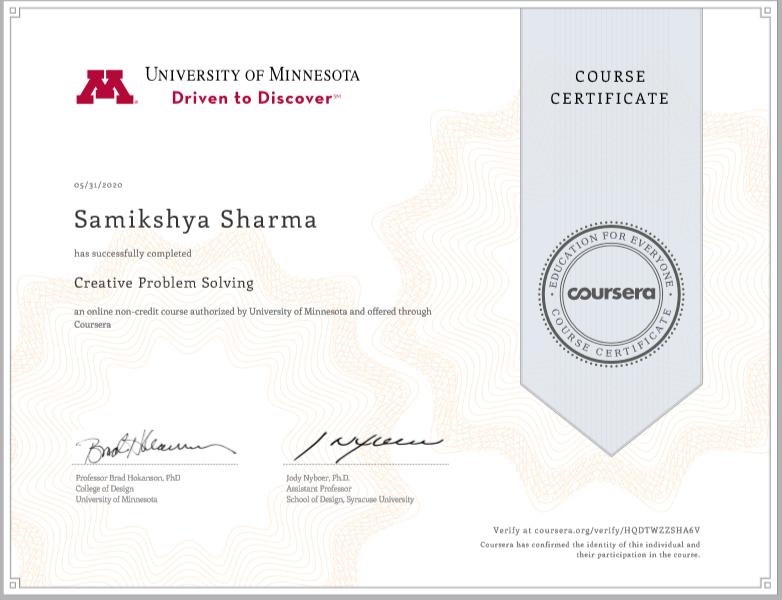 UNIVERSITY OF MINNESOTA
Driven to Discover℠
COURSE
CERTIFICATE
05/31/2020
Samikshya Sharma
has successfully completed
Creative Problem Solving
an online non-credit course authorized by University of Minnesota and offered through
Coursera
EDUCATION FOR EVERYONE
coursera
COURSE CERTIFICATE
Professor Brad Hokanson, PhD
College of Design
University of Minnesota
Jody Nyboer, Ph.D.
Assistant Professor
School of Design, Syracuse University
Verify at coursera.org/verify/HQDTWZZSHA6V
Coursera has confirmed the identity of this individual and
their participation in the course.